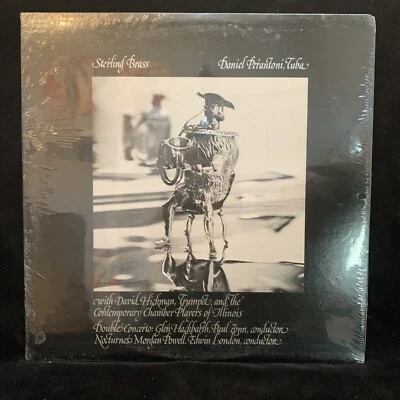 Sterling Brass
Daniel Perantoni, Tuba
with David Hickman, Trumpet, and the
Contemporary Chamber Players of Illinois
Double Concerto: Glen Hackbarth, Paul Zonn, conductor
Nocturnes: Morgan Powell, Edwin London, conductor